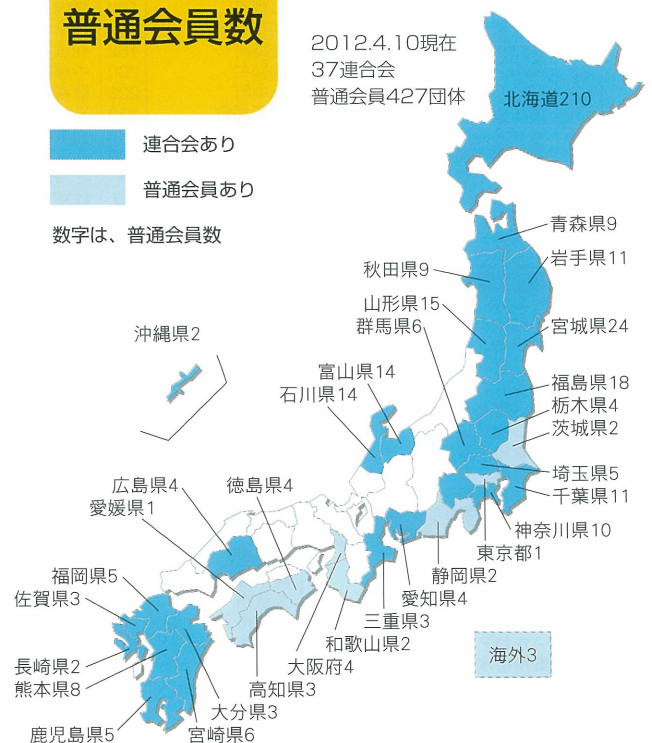 普通会員数
2012.4.10現在
37連合会
普通会員427団体
連合会あり
普通会員あり
数字は、普通会員数
北海道210
青森県9
岩手県11
秋田県9
山形県15
群馬県6
宮城県24
沖縄県2
富山県14
石川県14
福島県18
栃木県4
茨城県2
埼玉県5
千葉県11
神奈川県10
東京都1
広島県4
徳島県4
愛媛県1
静岡県2
愛知県4
三重県3
和歌山県2
大阪府4
高知県3
福岡県5
佐賀県3
長崎県2
熊本県8
大分県3
宮崎県6
鹿児島県5
海外3